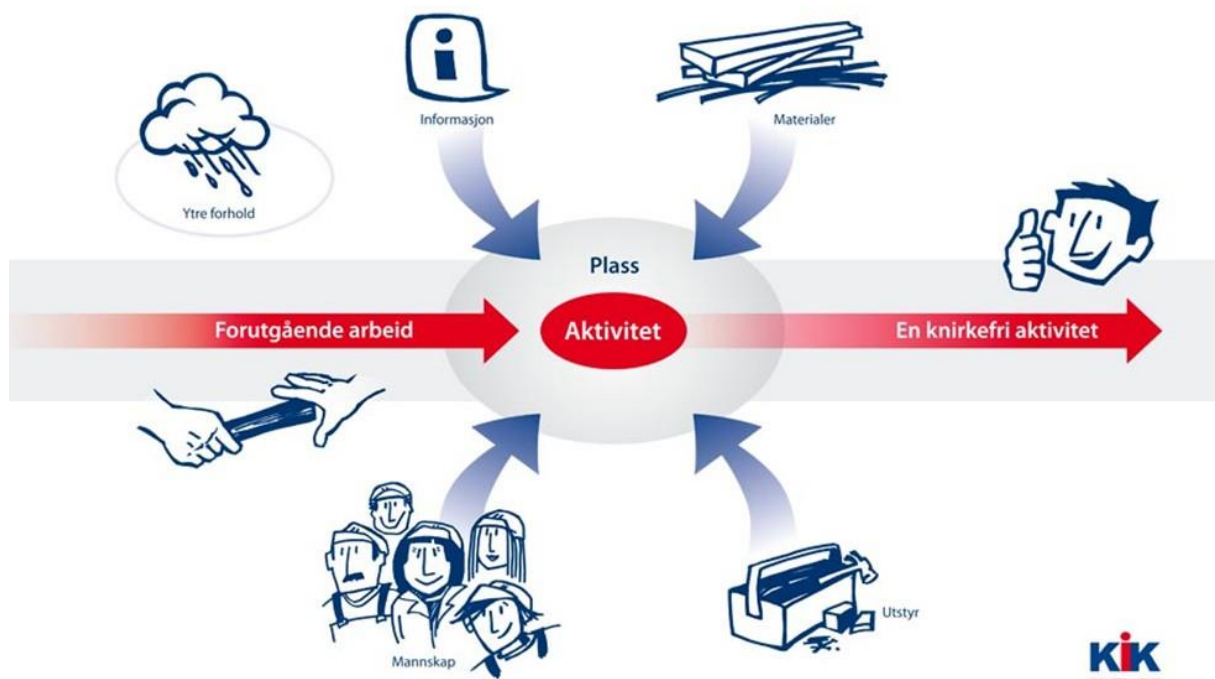 Informasjon
Materialer
Ytre forhold
Plass
Forutgående arbeid
Aktivitet
En knirkefri aktivitet
Mannskap
Utstyr
KiK